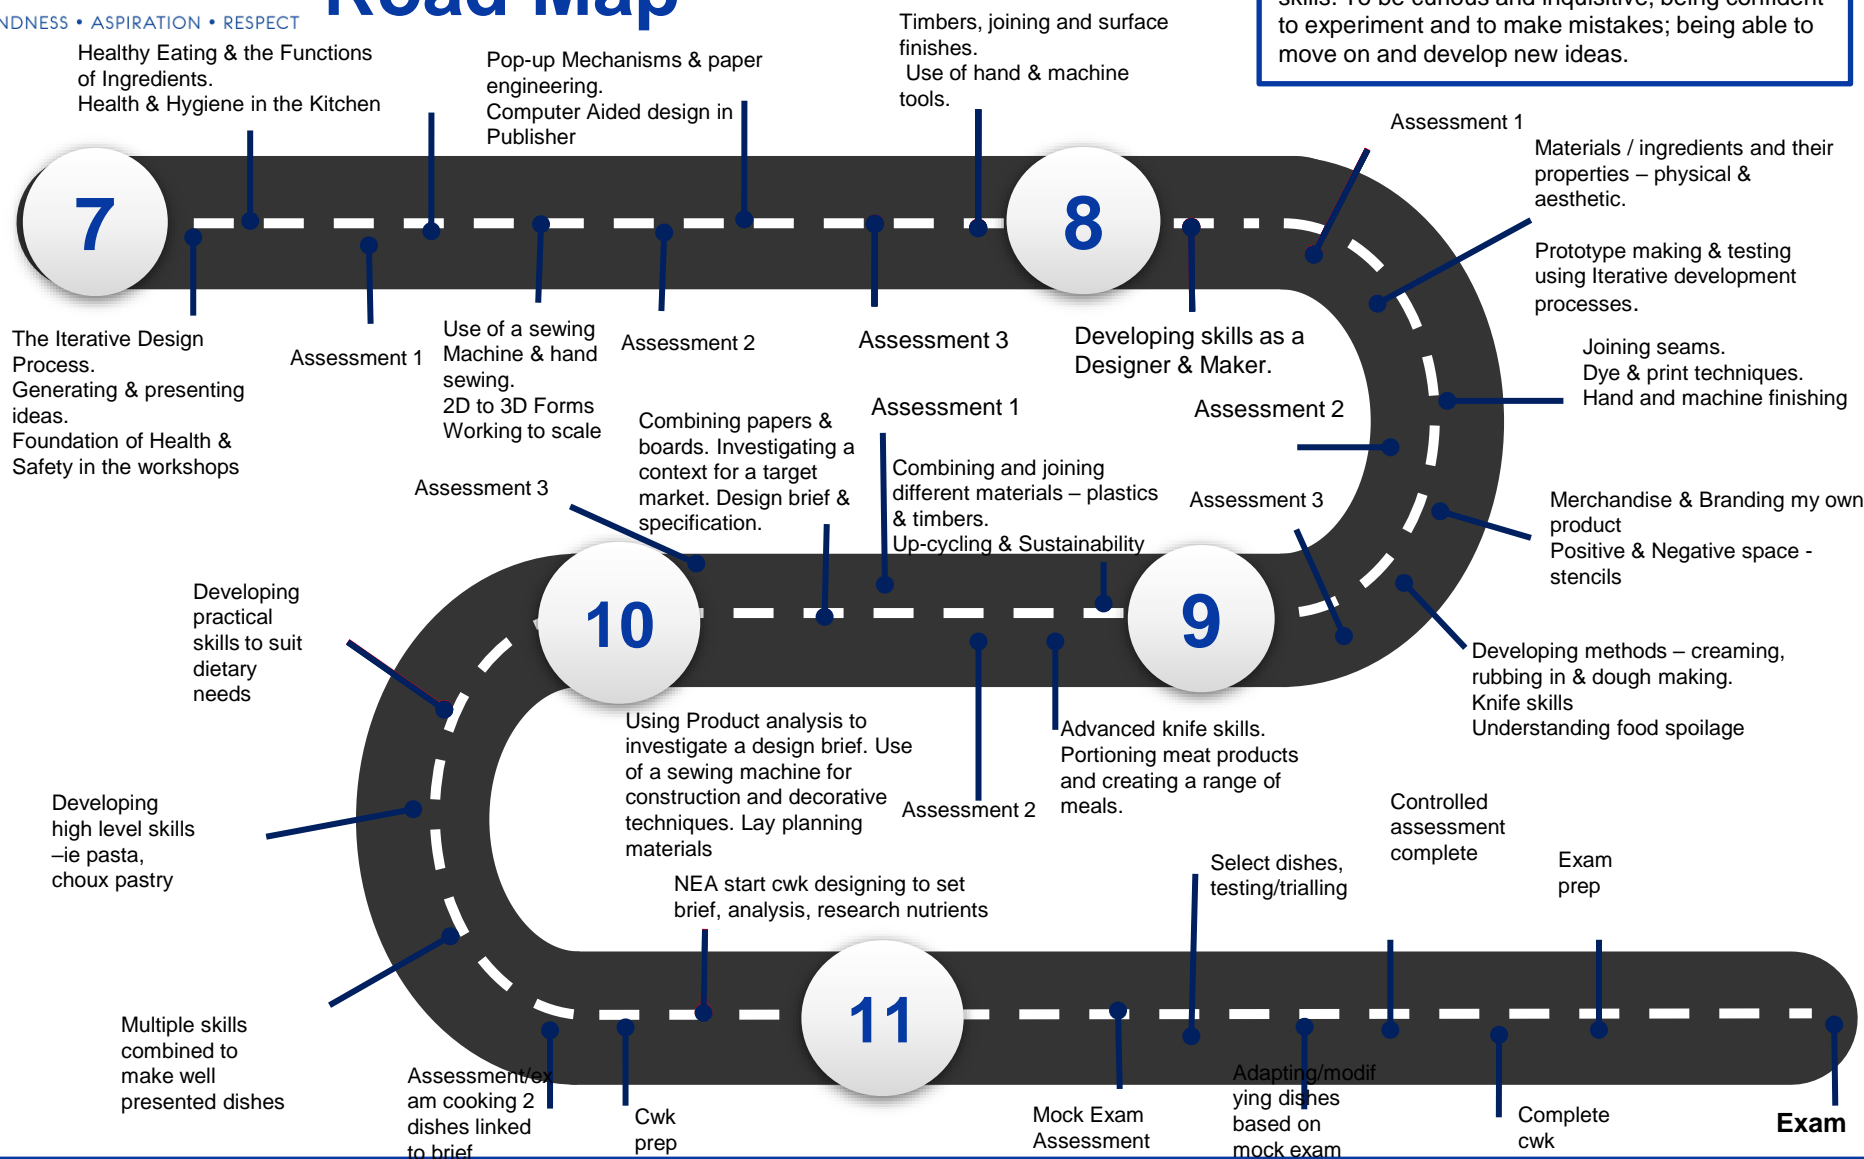 Road Map
NDNESS • ASPIRATION • RESPECT
skills. To be curious and inquisitive, being confident
to experiment and to make mistakes; being able to
move on and develop new ideas.
Healthy Eating & the Functions
of Ingredients.
Health & Hygiene in the Kitchen
Pop-up Mechanisms & paper
engineering.
Computer Aided design in
Publisher
Timbers, joining and surface
finishes.
Use of hand & machine
tools.
Assessment 1
Materials / ingredients and their
properties – physical &
aesthetic.
Prototype making & testing
using Iterative development
processes.
7
8
The Iterative Design
Process.
Generating & presenting
ideas.
Foundation of Health &
Safety in the workshops
Assessment 1
Use of a sewing
Machine & hand
sewing.
2D to 3D Forms
Working to scale
Assessment 2
Assessment 3
Developing skills as a
Designer & Maker.
Joining seams.
Dye & print techniques.
Hand and machine finishing
Assessment 2
Merchandise & Branding my own
product
Positive & Negative space -
stencils
Assessment 3
Developing methods – creaming,
rubbing in & dough making.
Knife skills
Understanding food spoilage
9
Combining and joining
different materials – plastics
& timbers.
Up-cycling & Sustainability
Advanced knife skills.
Portioning meat products
and creating a range of
meals.
Assessment 1
Assessment 2
Combining papers &
boards. Investigating a
context for a target
market. Design brief &
specification.
Assessment 3
Using Product analysis to
investigate a design brief. Use
of a sewing machine for
construction and decorative
techniques. Lay planning
materials
10
Developing
practical
skills to suit
dietary
needs
Developing
high level skills
–ie pasta,
choux pastry
Multiple skills
combined to
make well
presented dishes
Assessment/ex
am cooking 2
dishes linked
to brief
Cwk
prep
NEA start cwk designing to set
brief, analysis, research nutrients
11
Mock Exam
Assessment
Select dishes,
testing/trialling
Adapting/modif
ying dishes
based on
mock exam
Controlled
assessment
complete
Complete
cwk
Exam
prep
Exam